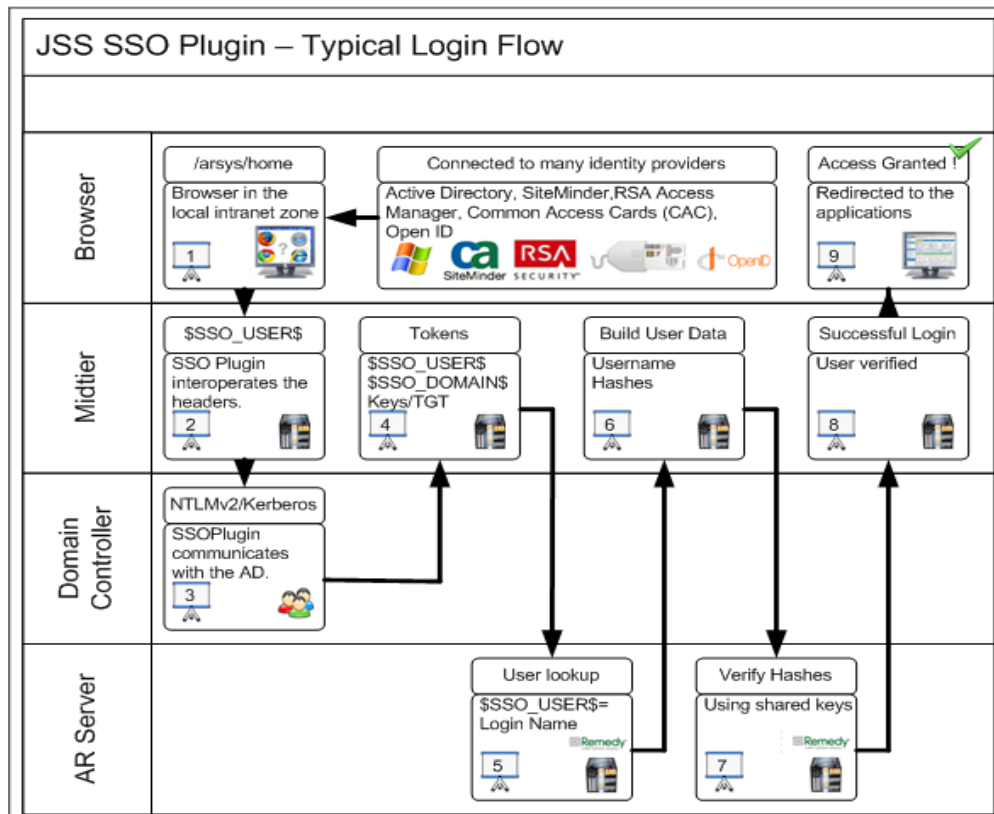 JSS SSO Plugin – Typical Login Flow
Browser
/arsys/home
Browser in the
local intranet zone
1
Connected to many identity providers
Active Directory, SiteMinder,RSA Access
Manager, Common Access Cards (CAC),
Open ID
ca
SiteMinder
RSA
SECURITY
OpenID
Access Granted !
Redirected to the
applications
9
Midtier
$SSO_USER$
SSO Plugin
interoperates the
headers.
2
Tokens
$SSO_USER$
$SSO_DOMAIN$
Keys/TGT
4
Build User Data
Username
Hashes
6
Successful Login
User verified
8
Domain
Controller
NTLMv2/Kerberos
SSOPlugin
communicates
with the AD.
3
AR Server
User lookup
$SSO_USER$=
Login Name
Remedy
5
Verify Hashes
Using shared keys
Remedy
7